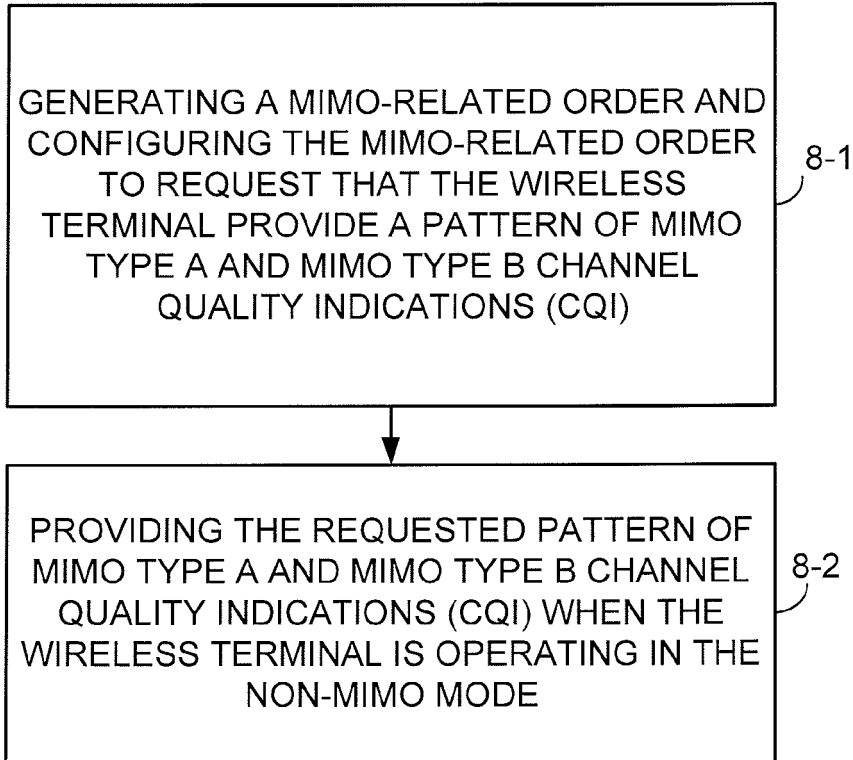 GENERATING A MIMO-RELATED ORDER AND
CONFIGURING THE MIMO-RELATED ORDER
TO REQUEST THAT THE WIRELESS
TERMINAL PROVIDE A PATTERN OF MIMO
TYPE A AND MIMO TYPE B CHANNEL
QUALITY INDICATIONS (CQI)
8-1
PROVIDING THE REQUESTED PATTERN OF
MIMO TYPE A AND MIMO TYPE B CHANNEL
QUALITY INDICATIONS (CQI) WHEN THE
WIRELESS TERMINAL IS OPERATING IN THE
NON-MIMO MODE
8-2